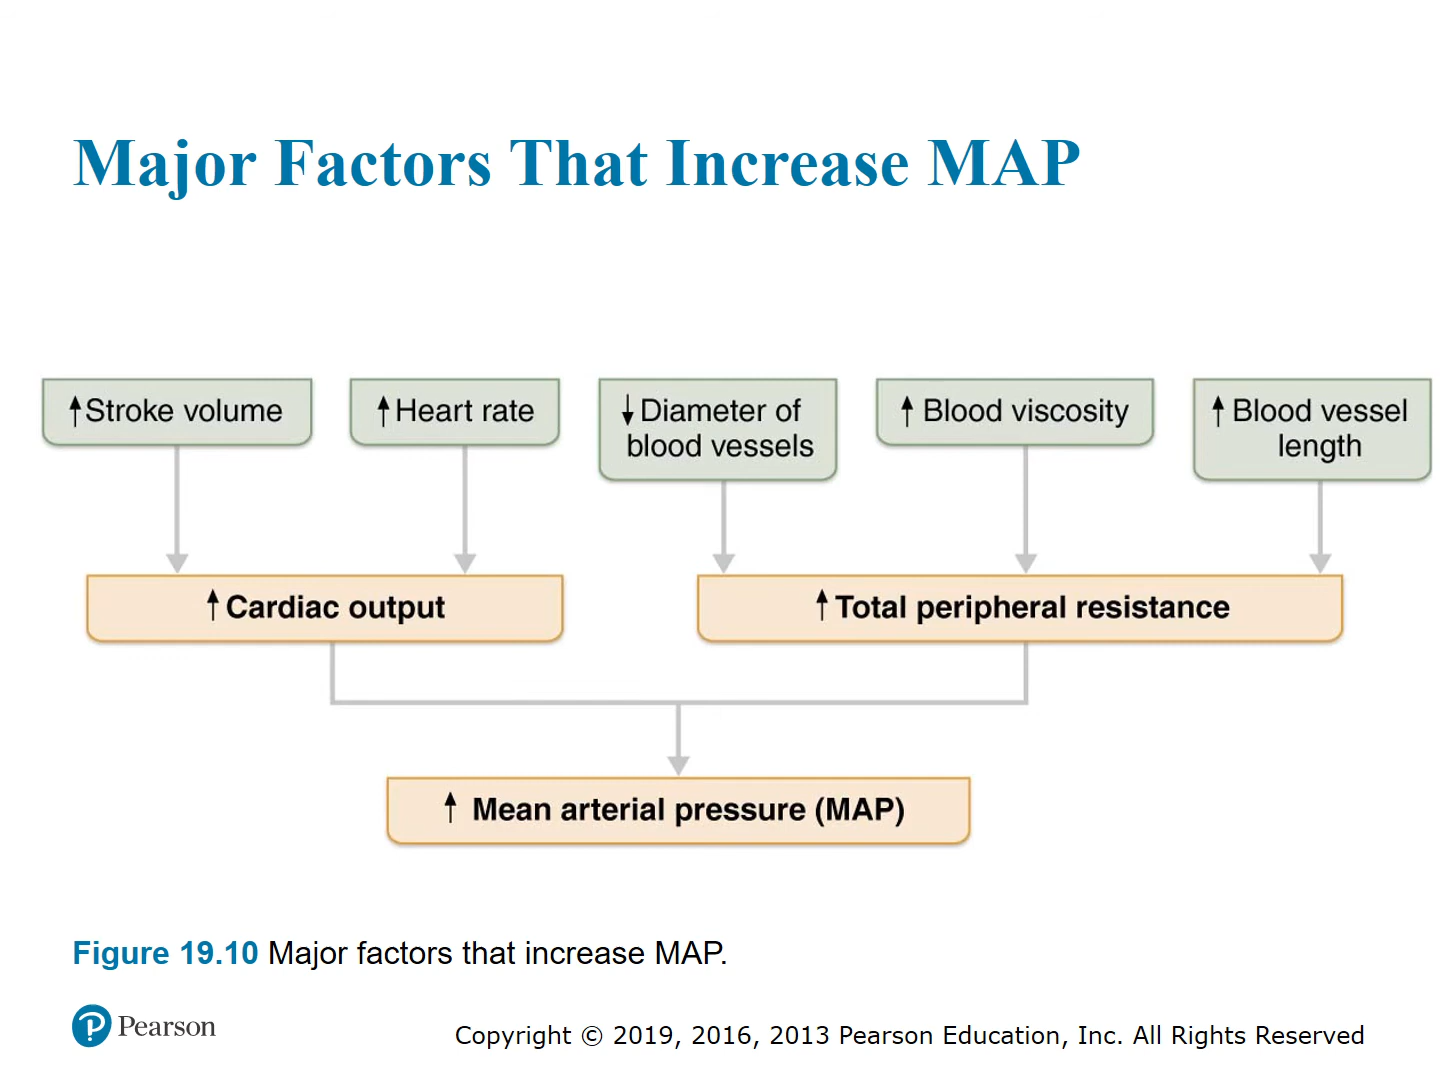 Major Factors That Increase MAP
↑Stroke volume
↑Heart rate
↓Diameter of
blood vessels
↑ Blood viscosity
↑ Blood vessel
length
↑Cardiac output
↑Total peripheral resistance
↑ Mean arterial pressure (MAP)
Figure 19.10 Major factors that increase MAP.
Pearson
Copyright © 2019, 2016, 2013 Pearson Education, Inc. All Rights Reserved